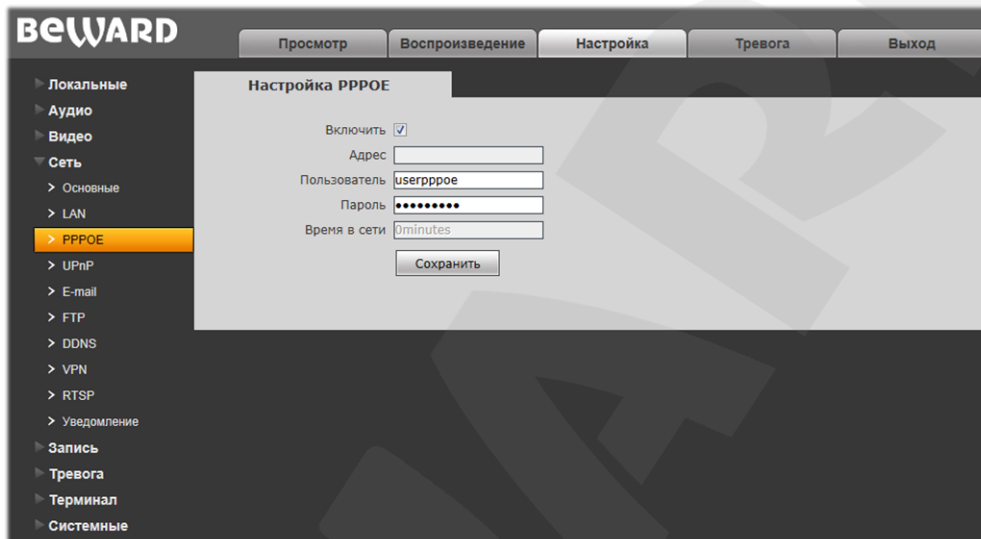 BEWARD
Просмотр
Воспроизведение
Настройка
Тревога
Выход
Локальные
Аудио
Видео
Сеть
Основные
LAN
PPPOE
UPnP
E-mail
FTP
DDNS
VPN
RTSP
Уведомление
Запись
Тревога
Терминал
Системные
Настройка PPPOE
Включить
Адрес
Пользователь userpppoe
Пароль •••••••••
Время в сети 0minutes
Сохранить